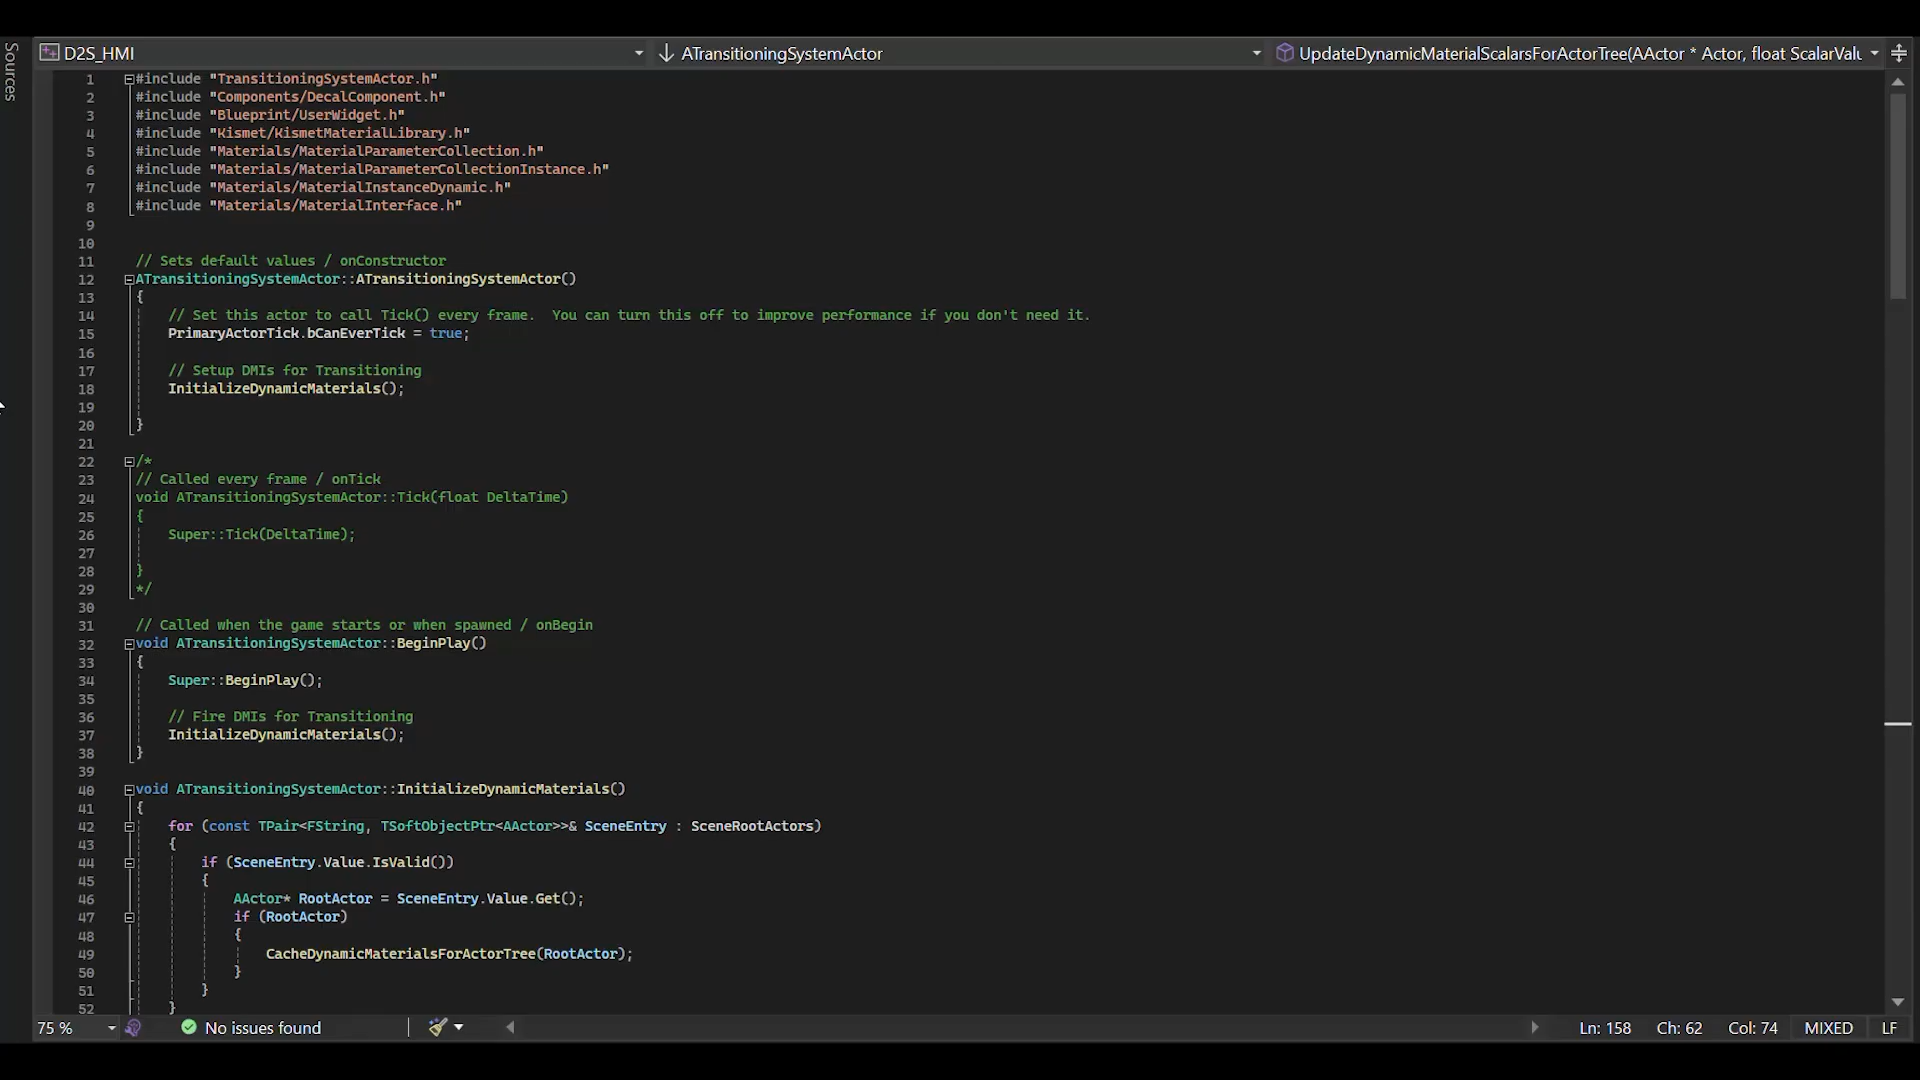 Sources
D2S_HMI
ATransitioningSystemActor
UpdateDynamicMaterialScalarsForActorTree(AActor * Actor, float ScalarValu
1 #include "TransitioningSystemActor.h"
2 #include "Components/DecalComponent.h"
3 #include "Blueprint/UserWidget.h"
4 #include "Kismet/KismetMaterialLibrary.h"
5 #include "Materials/MaterialParameterCollection.h"
6 #include "Materials/MaterialParameterCollectionInstance.h"
7 #include "Materials/MaterialInstanceDynamic.h"
8 #include "Materials/MaterialInterface.h"
9
10
11 // Sets default values / onConstructor
12 ATransitioningSystemActor::ATransitioningSystemActor()
13 {
14 // Set this actor to call Tick() every frame.  You can turn this off to improve performance if you don't need it.
15 PrimaryActorTick.bCanEverTick = true;
16
17 // Setup DMIs for Transitioning
18 InitializeDynamicMaterials();
19
20 }
21
22 /*
23 // Called every frame / onTick
24 void ATransitioningSystemActor::Tick(float DeltaTime)
25 {
26 Super::Tick(DeltaTime);
27
28 }
29 */
30
31 // Called when the game starts or when spawned / onBegin
32 void ATransitioningSystemActor::BeginPlay()
33 {
34 Super::BeginPlay();
35
36 // Fire DMIs for Transitioning
37 InitializeDynamicMaterials();
38 }
39
40 void ATransitioningSystemActor::InitializeDynamicMaterials()
41 {
42 for (const TPair<FString, TSoftObjectPtr<AActor>>& SceneEntry : SceneRootActors)
43 {
44 if (SceneEntry.Value.IsValid())
45 {
46 AActor* RootActor = SceneEntry.Value.Get();
47 if (RootActor)
48 {
49 CacheDynamicMaterialsForActorTree(RootActor);
50 }
51 }
52 }
75 %
No issues found
Ln: 158
Ch: 62
Col: 74
MIXED
LF